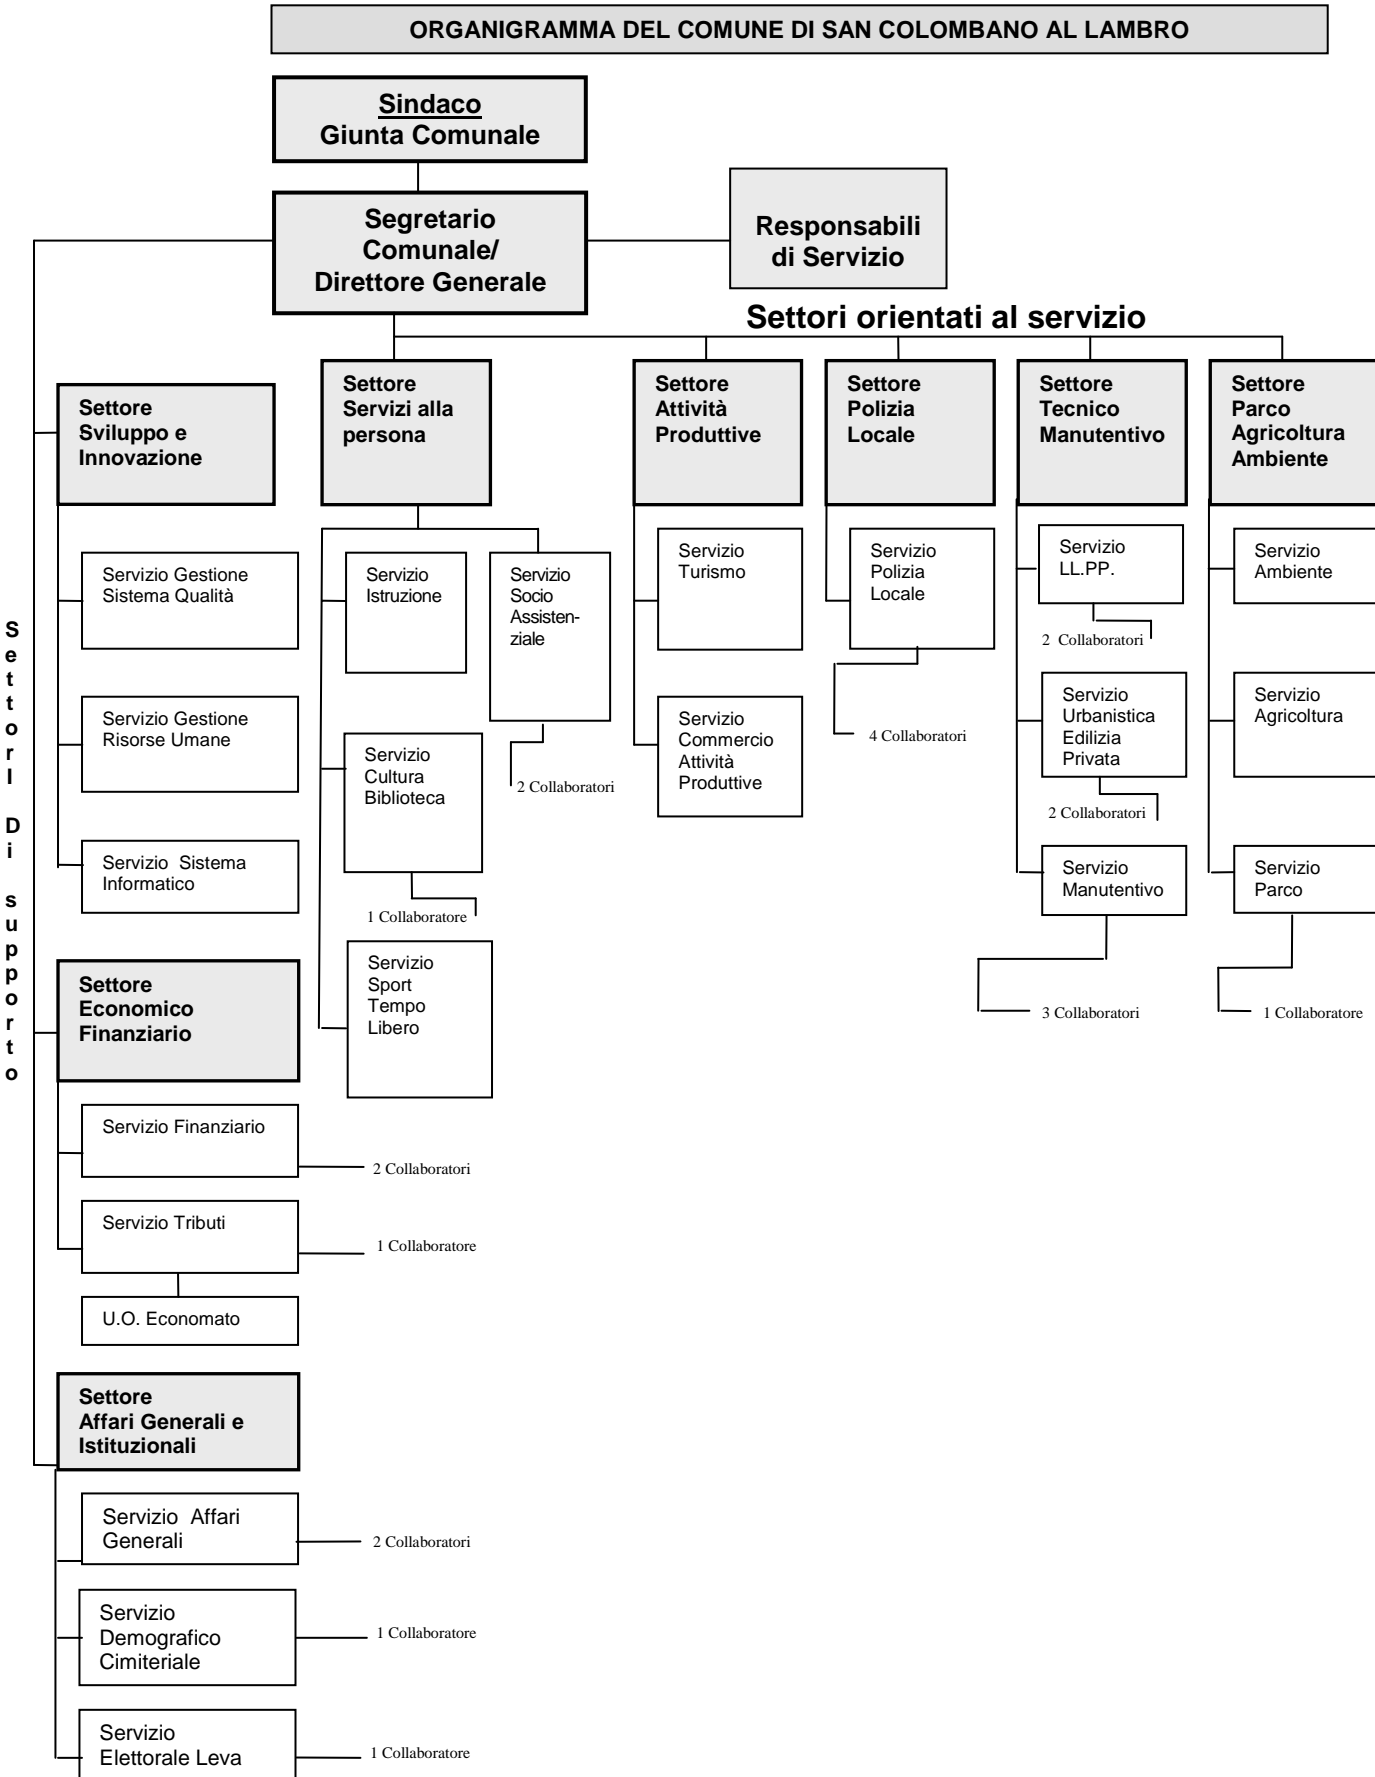 ORGANIGRAMMA DEL COMUNE DI SAN COLOMBANO AL LAMBRO
Sindaco
Giunta Comunale
Segretario
Comunale/
Direttore Generale
Responsabili
di Servizio
Settori orientati al servizio
SettorI Di supporto
Settore
Sviluppo e
Innovazione
Servizio Gestione
Sistema Qualità
Servizio Gestione
Risorse Umane
Servizio Sistema
Informatico
Settore
Economico
Finanziario
Servizio Finanziario
2 Collaboratori
Servizio Tributi
1 Collaboratore
U.O. Economato
Settore
Affari Generali e
Istituzionali
Servizio Affari
Generali
2 Collaboratori
Servizio
Demografico
Cimiteriale
1 Collaboratore
Servizio
Elettorale Leva
1 Collaboratore
Settore
Servizi alla
persona
Servizio
Istruzione
Servizio
Socio
Assisten-
ziale
2 Collaboratori
Servizio
Cultura
Biblioteca
1 Collaboratore
Servizio
Sport
Tempo
Libero
Settore
Attività
Produttive
Servizio
Turismo
Servizio
Commercio
Attività
Produttive
Settore
Polizia
Locale
Servizio
Polizia
Locale
4 Collaboratori
Settore
Tecnico
Manutentivo
Servizio
LL.PP.
2 Collaboratori
Servizio
Urbanistica
Edilizia
Privata
2 Collaboratori
Servizio
Manutentivo
3 Collaboratori
Settore
Parco
Agricoltura
Ambiente
Servizio
Ambiente
Servizio
Agricoltura
Servizio
Parco
1 Collaboratore